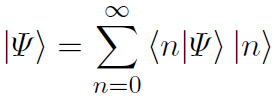 |Ψ⟩ = ∑_{n=0}^{∞} ⟨n|Ψ⟩ |n⟩